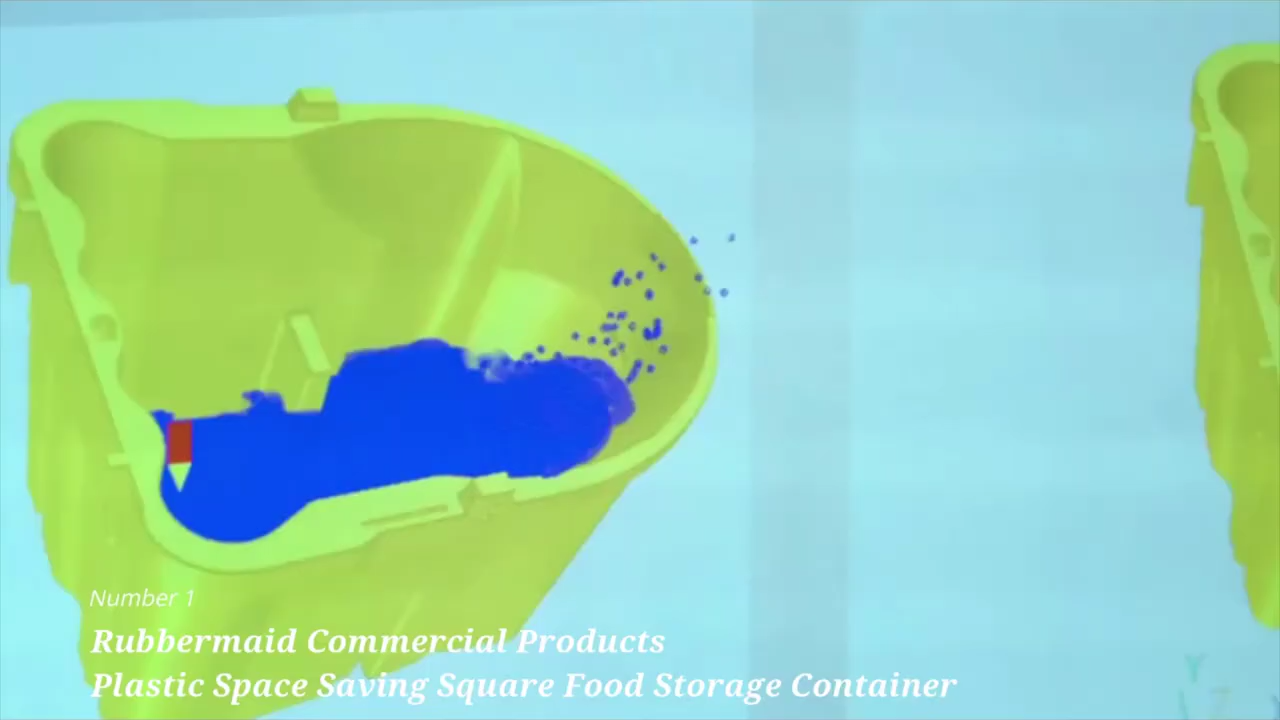 Number 1
Rubbermaid Commercial Products
Plastic Space Saving Square Food Storage Container
Y
Z